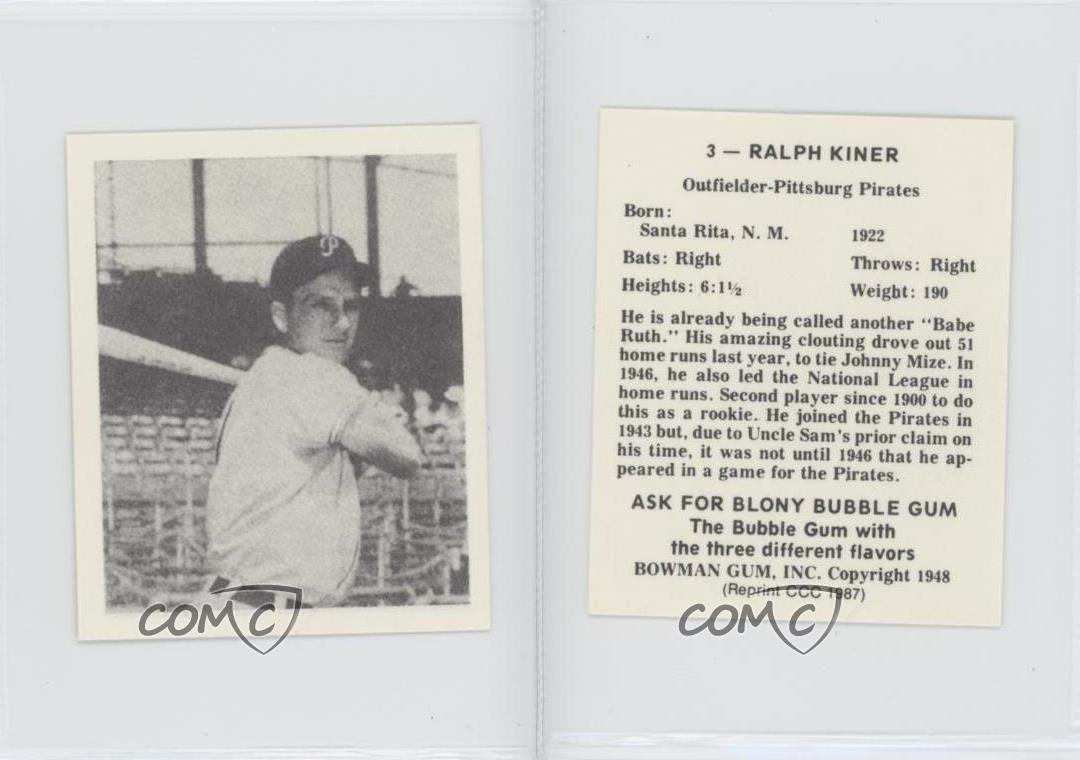 P
3 — RALPH KINER
Outfielder-Pittsburg Pirates
Born:
Santa Rita, N. M. 1922
Bats: Right Throws: Right
Heights: 6:1½ Weight: 190
He is already being called another "Babe
Ruth." His amazing clouting drove out 51
home runs last year, to tie Johnny Mize. In
1946, he also led the National League in
home runs. Second player since 1900 to do
this as a rookie. He joined the Pirates in
1943 but, due to Uncle Sam's prior claim on
his time, it was not until 1946 that he ap-
peared in a game for the Pirates.
ASK FOR BLONY BUBBLE GUM
The Bubble Gum with
the three different flavors
BOWMAN GUM, INC. Copyright 1948
(Reprint CCC 1987)
COMC
COMC